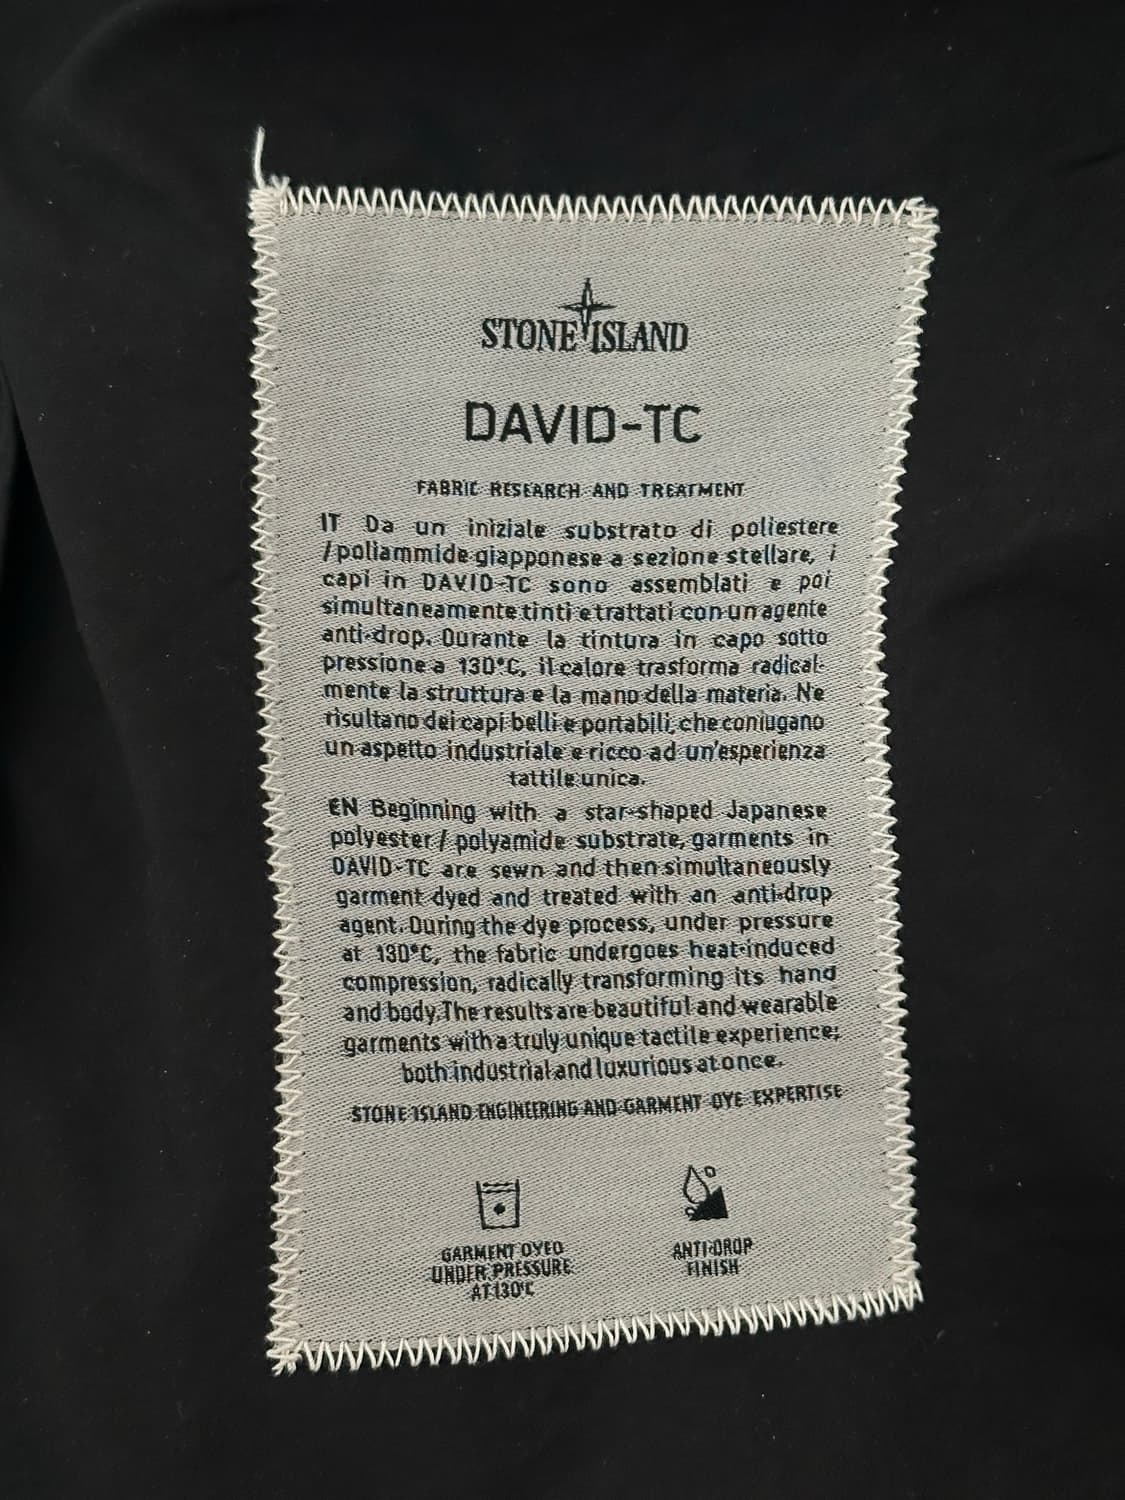 STONE ISLAND
DAVID-TC
FABRIC RESEARCH AND TREATMENT
IT Da un iniziale substrato di poliestere
/poliammide giapponese a sezione stellare, i
capi in DAVID-TC sono assemblati e poi
simultaneamente tinti e trattati con un agente
anti-drop. Durante la tintura in capo sotto
pressione a 130°C, il calore trasforma radical-
mente la struttura e la mano della materia. Ne
risultano dei capi belli e portabili, che coniugano
un aspetto industriale e ricco ad un'esperienza
tattile unica.
EN Beginning with a star-shaped Japanese
polyester / polyamide substrate, garments in
DAVID-TC are sewn and then simultaneously
garment dyed and treated with an anti-drop
agent. During the dye process, under pressure
at 130°C, the fabric undergoes heat-induced
compression, radically transforming its hand
and body. The results are beautiful and wearable
garments with a truly unique tactile experience;
both industrial and luxurious at once.
STONE ISLAND ENGINEERING AND GARMENT DYE EXPERTISE
GARMENT DYED
UNDER PRESSURE
AT 130°C
ANTI-DROP
FINISH